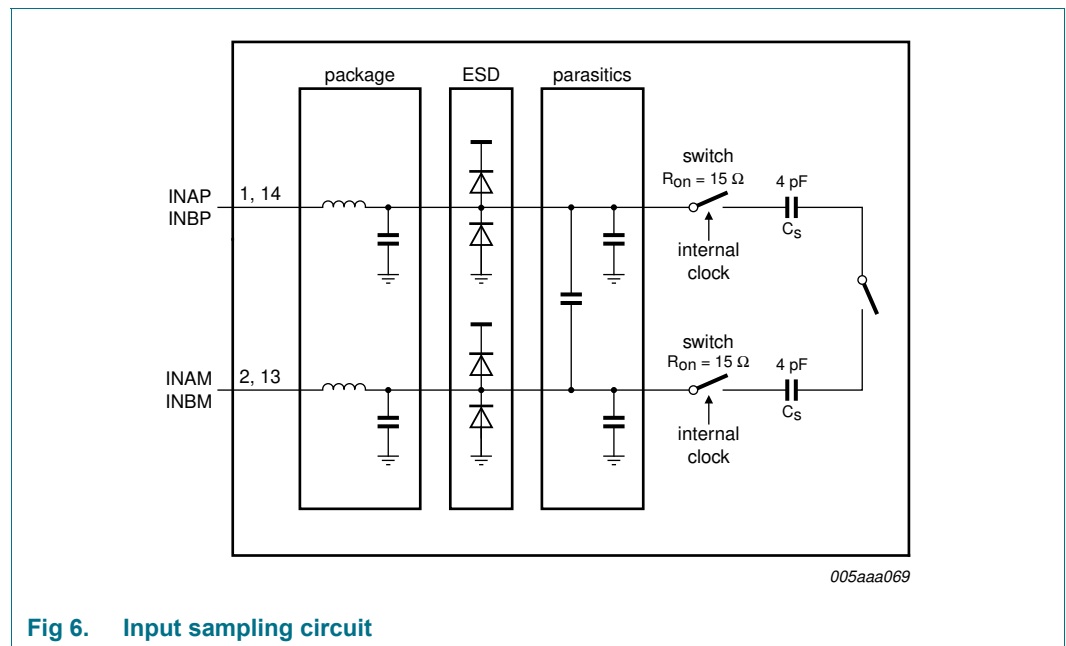 package
ESD
parasitics
switch
Ron = 15 Ω
4 pF
INAP
1, 14
INBP
Cs
internal
clock
switch
Ron = 15 Ω
4 pF
INAM
2, 13
INBM
Cs
internal
clock
005aaa069
Fig 6. Input sampling circuit